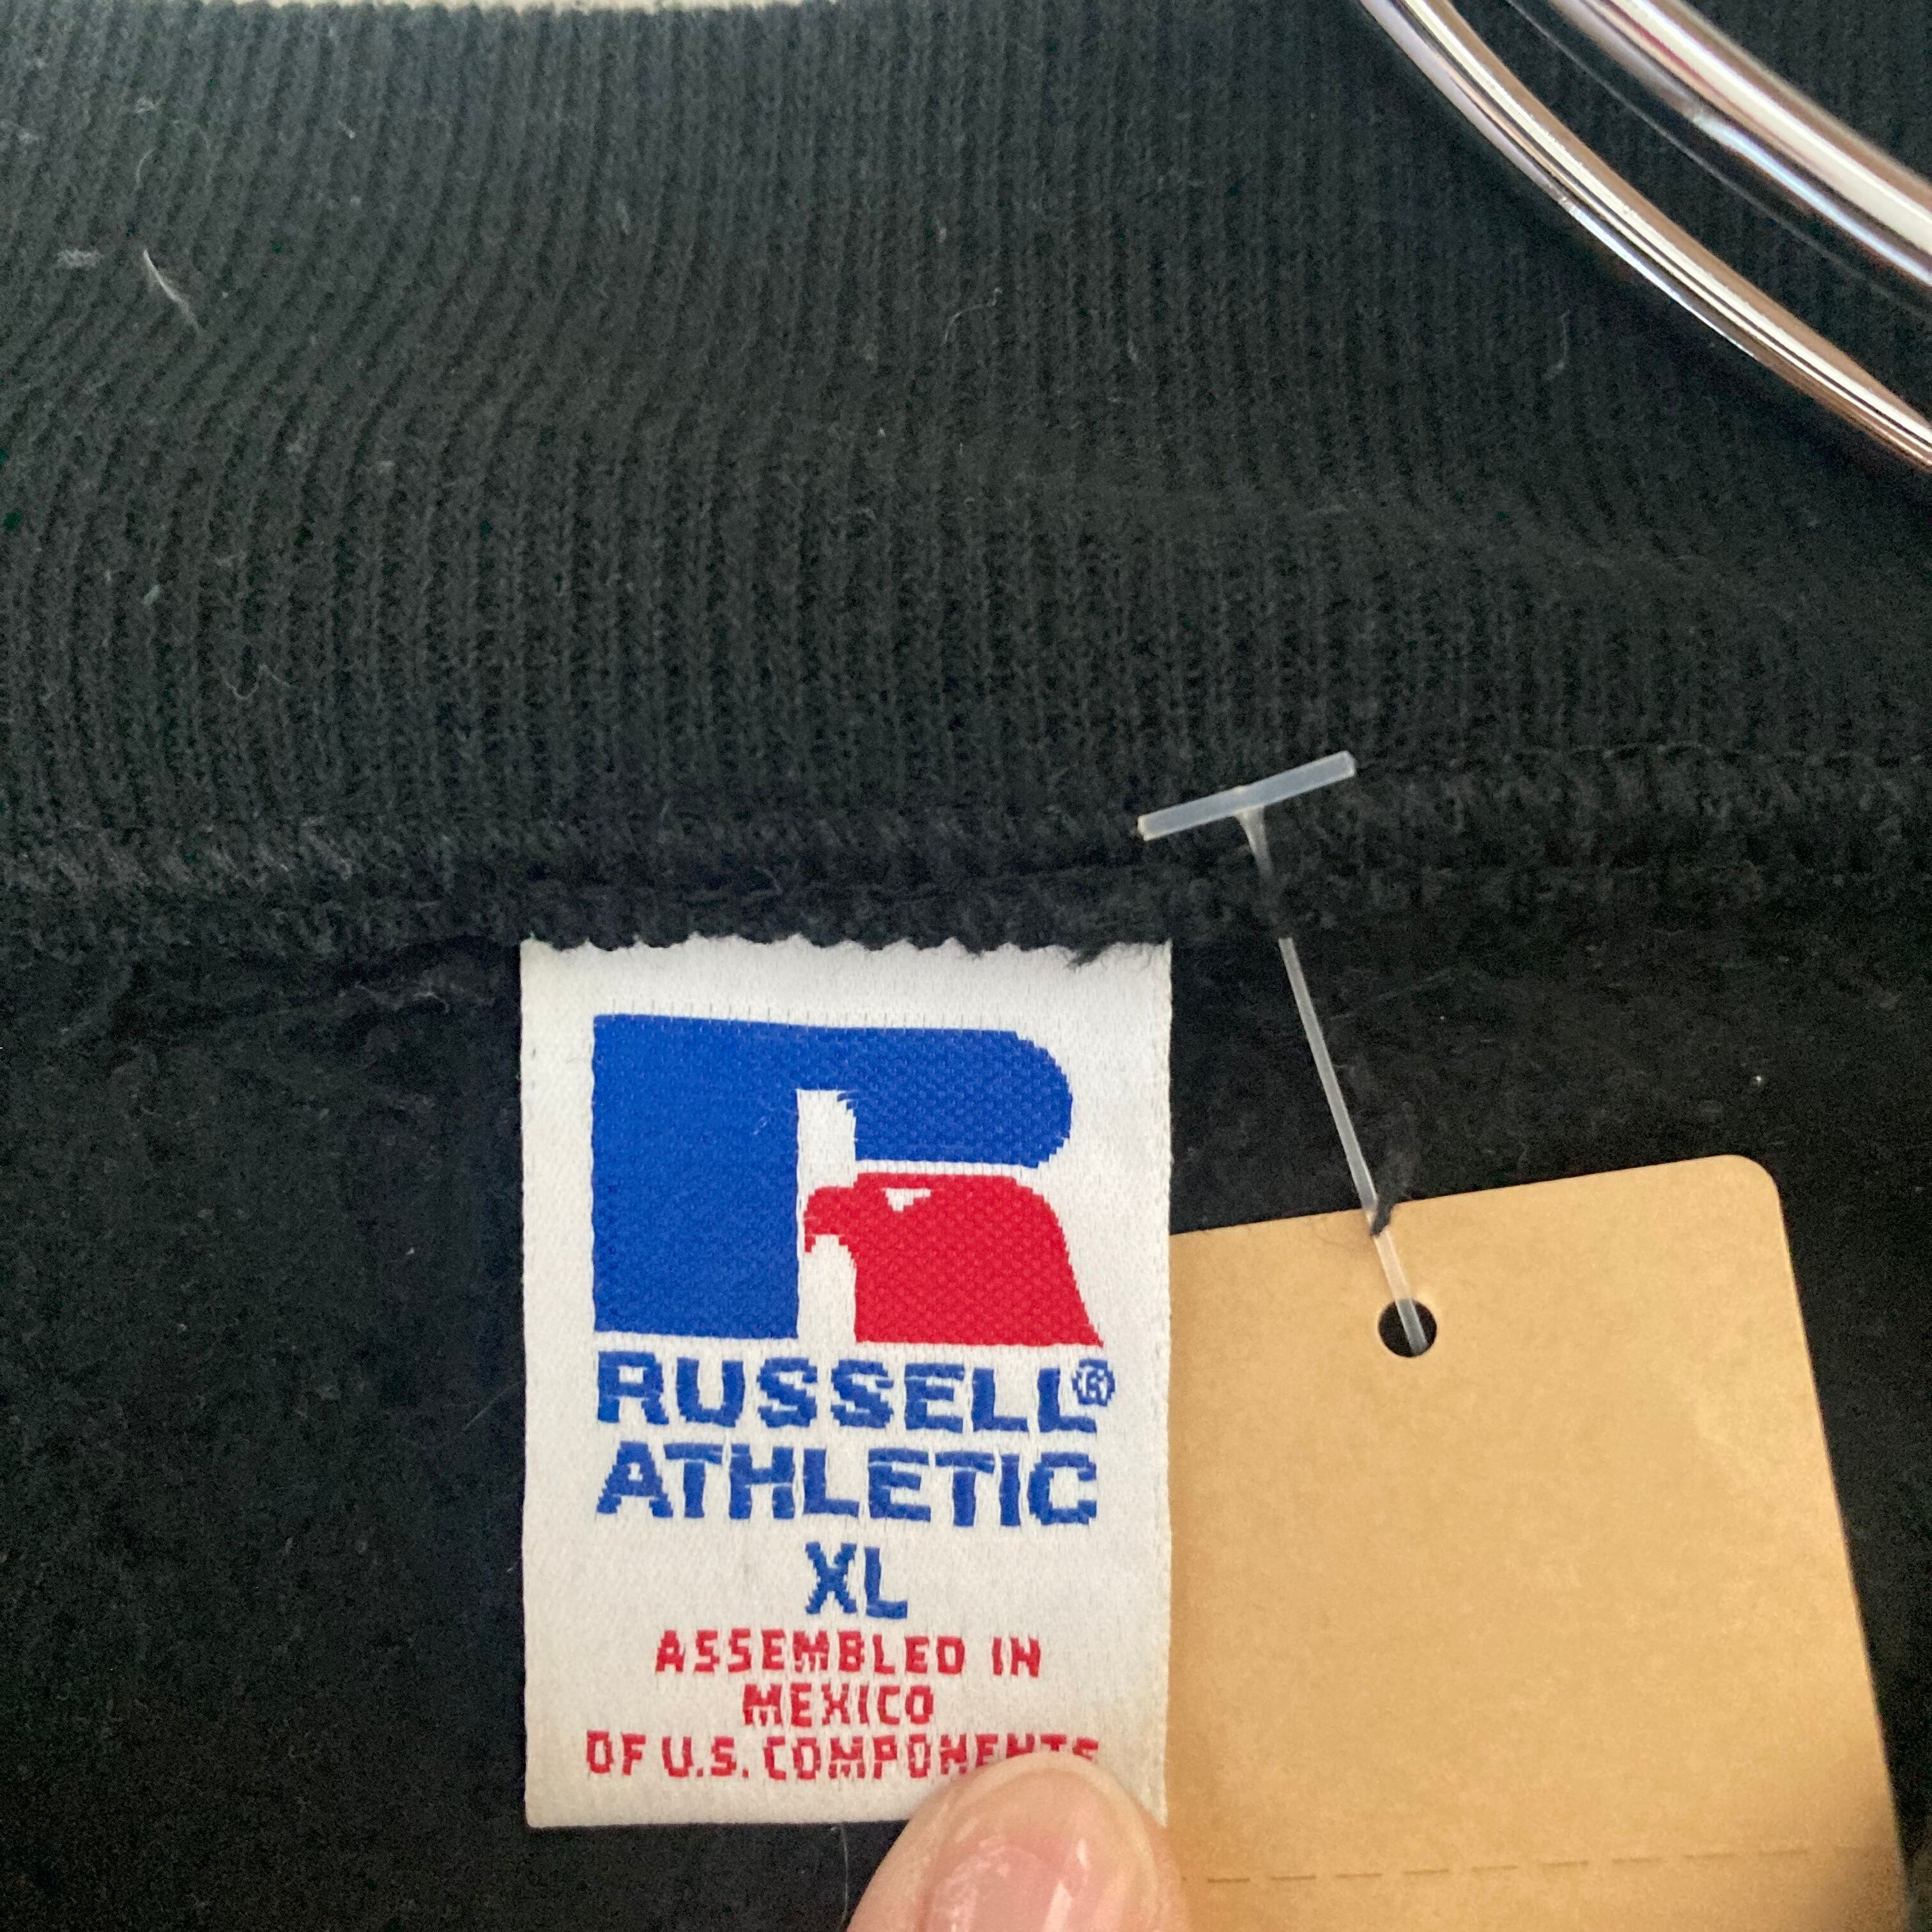 RUSSELL®
ATHLETIC
XL
ASSEMBLED IN
MEXICO
OF U.S. COMPONENTS